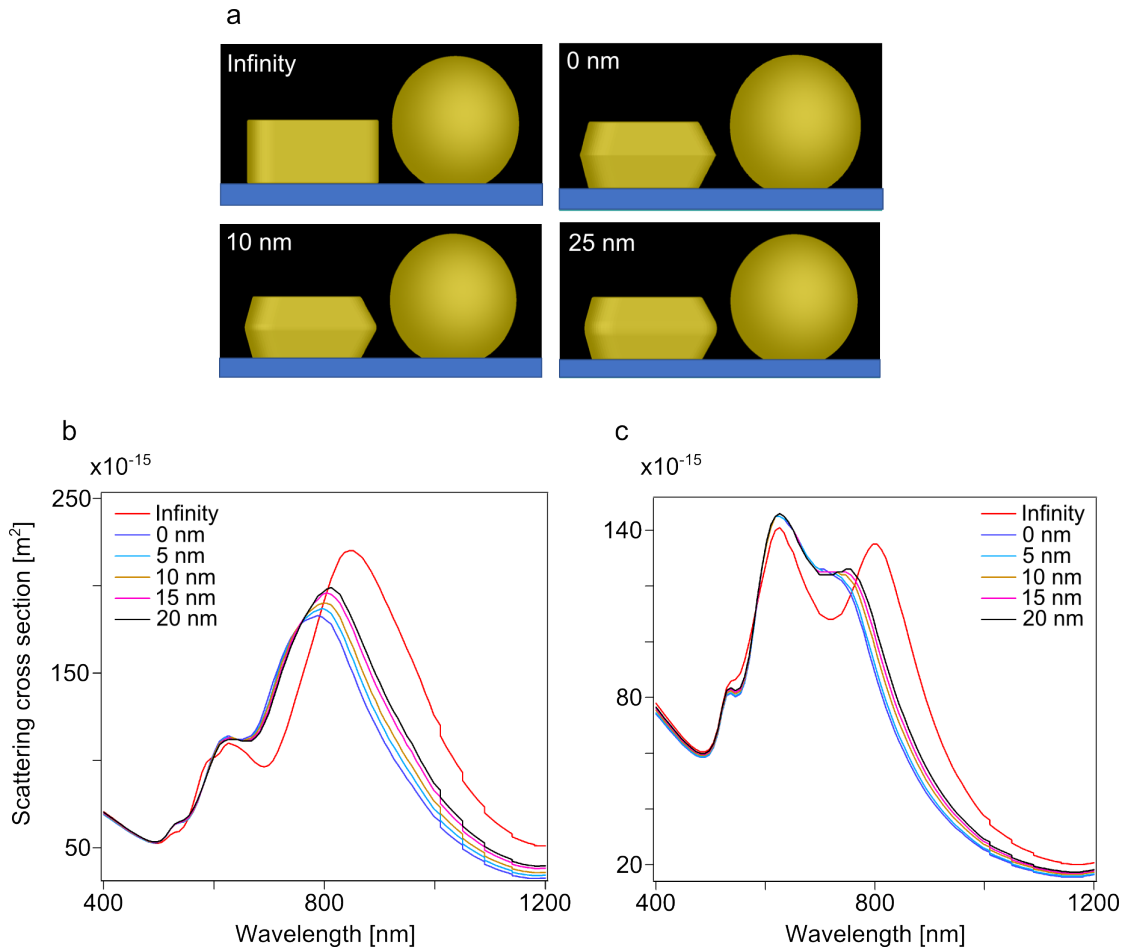 a
Infinity
0 nm
10 nm
25 nm
b
x10⁻¹⁵
250
150
50
Scattering cross section [m²]
Infinity
0 nm
5 nm
10 nm
15 nm
20 nm
400
600
800
1200
Wavelength [nm]
c
x10⁻¹⁵
140
80
20
Infinity
0 nm
5 nm
10 nm
15 nm
20 nm
400
800
1200
Wavelength [nm]